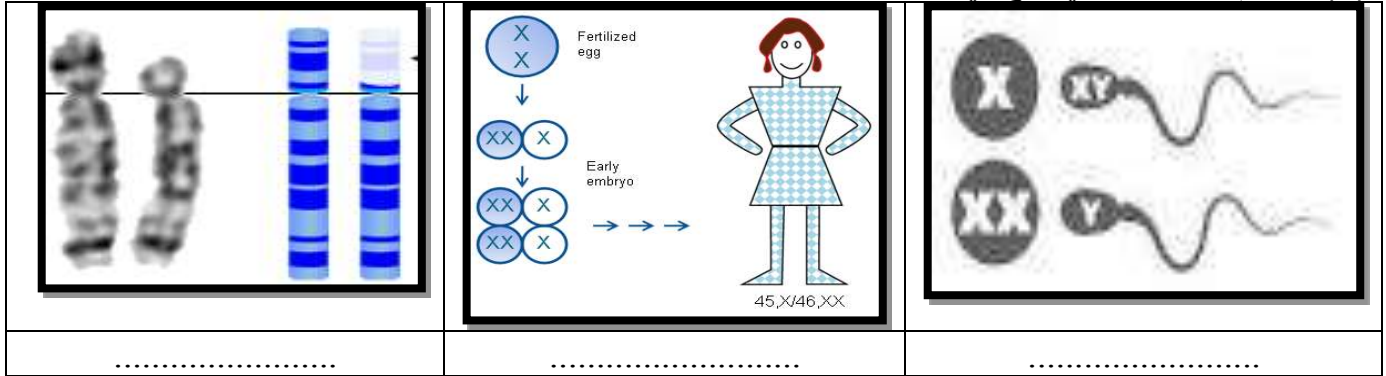 X
X
Fertilized
egg
XX X
Early
embryo
XX X
XX X
45,X/46,XX
X XY
XX Y
........................ ........................... .........................